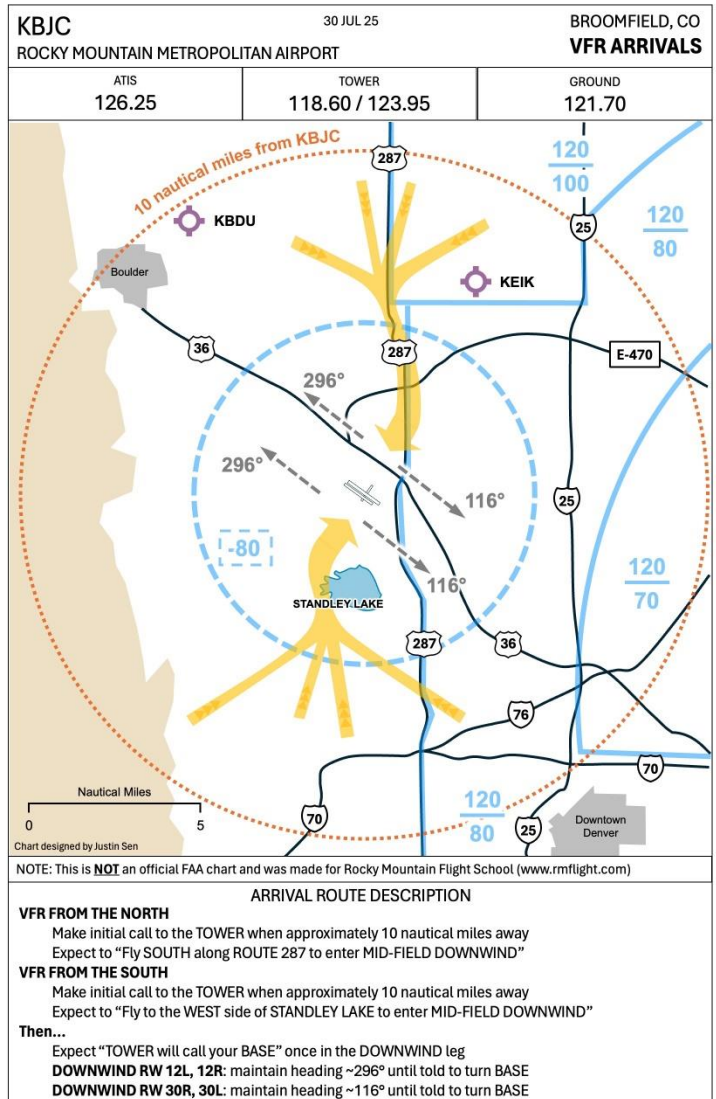 KBJC
30 JUL 25
BROOMFIELD, CO
ROCKY MOUNTAIN METROPOLITAN AIRPORT
VFR ARRIVALS
ATIS
126.25
TOWER
118.60 / 123.95
GROUND
121.70
10 nautical miles from KBJC
287
120
100
KBDU
25
120
80
Boulder
KEIK
36
287
E-470
296°
296°
116°
25
-80
116°
120
70
STANDLEY LAKE
287
36
76
70
Nautical Miles
0
5
70
120
80
25
Downtown
Denver
Chart designed by Justin Sen
NOTE: This is NOT an official FAA chart and was made for Rocky Mountain Flight School (www.rmflight.com)
ARRIVAL ROUTE DESCRIPTION
VFR FROM THE NORTH
Make initial call to the TOWER when approximately 10 nautical miles away
Expect to “Fly SOUTH along ROUTE 287 to enter MID-FIELD DOWNWIND”
VFR FROM THE SOUTH
Make initial call to the TOWER when approximately 10 nautical miles away
Expect to “Fly to the WEST side of STANDLEY LAKE to enter MID-FIELD DOWNWIND”
Then...
Expect “TOWER will call your BASE” once in the DOWNWIND leg
DOWNWIND RW 12L, 12R: maintain heading ~296° until told to turn BASE
DOWNWIND RW 30R, 30L: maintain heading ~116° until told to turn BASE